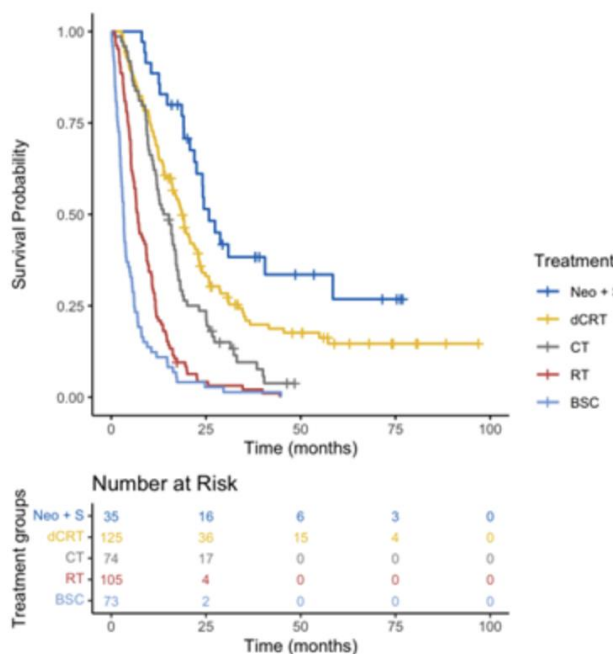 1.00
0.75
0.50
0.25
0.00
Survival Probability
0 25 50 75 100
Time (months)
Treatment
Neo + S
dCRT
CT
RT
BSC
Number at Risk
Treatment groups
Neo + S 35 16 6 3 0
dCRT 125 36 15 4 0
CT 74 17 0 0 0
RT 105 4 0 0 0
BSC 73 2 0 0 0
0 25 50 75 100
Time (months)